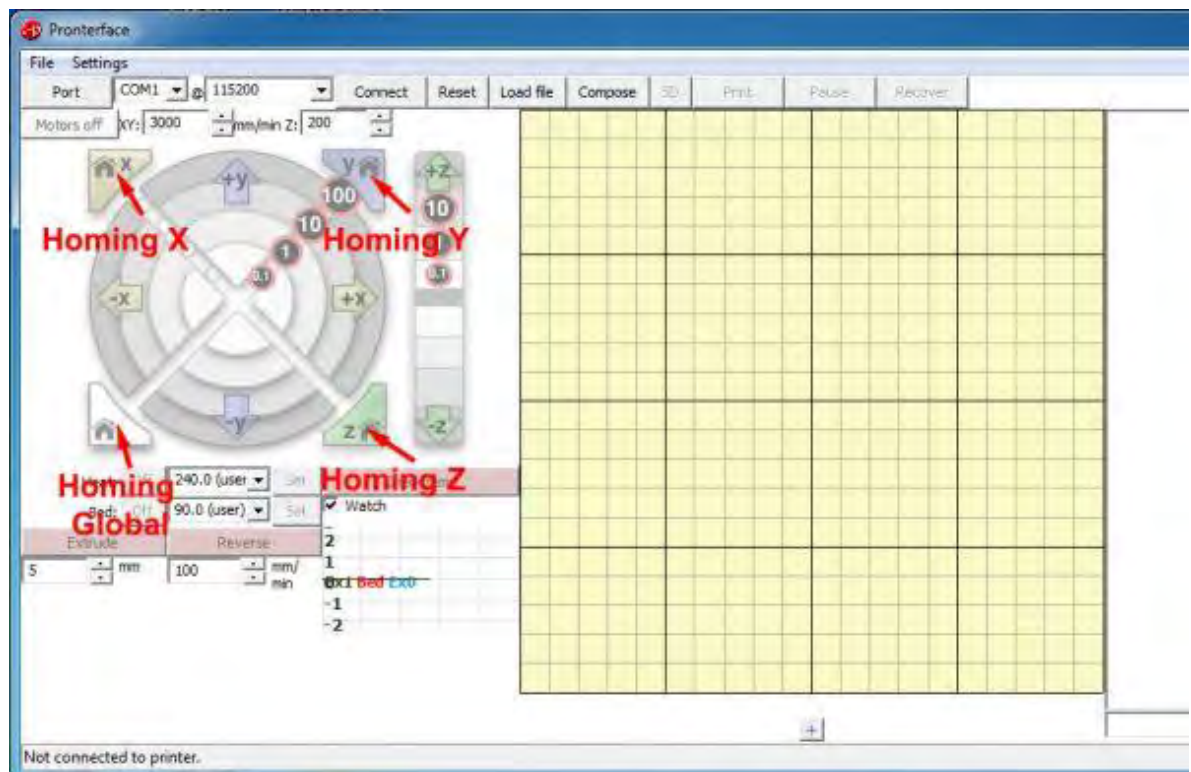 Pronterface
File Settings
Port COM1 @ 115200 Connect Reset Load file Compose SD Print Pause Recover
Motors off XY: 3000 mm/min Z: 200
X
y
+y
+z
100
10
10
Homing X
Homing Y
1
0.1
0.1
-x
+x
-y
z
-z
Homing Z
240.0 (user
Set
Homing
Global
Bed: Off 90.0 (user) Set
Watch
Extrude Reverse
2
5 mm 100 mm/
min
1
Ex1 Bed Ex0
-1
-2
+
Not connected to printer.